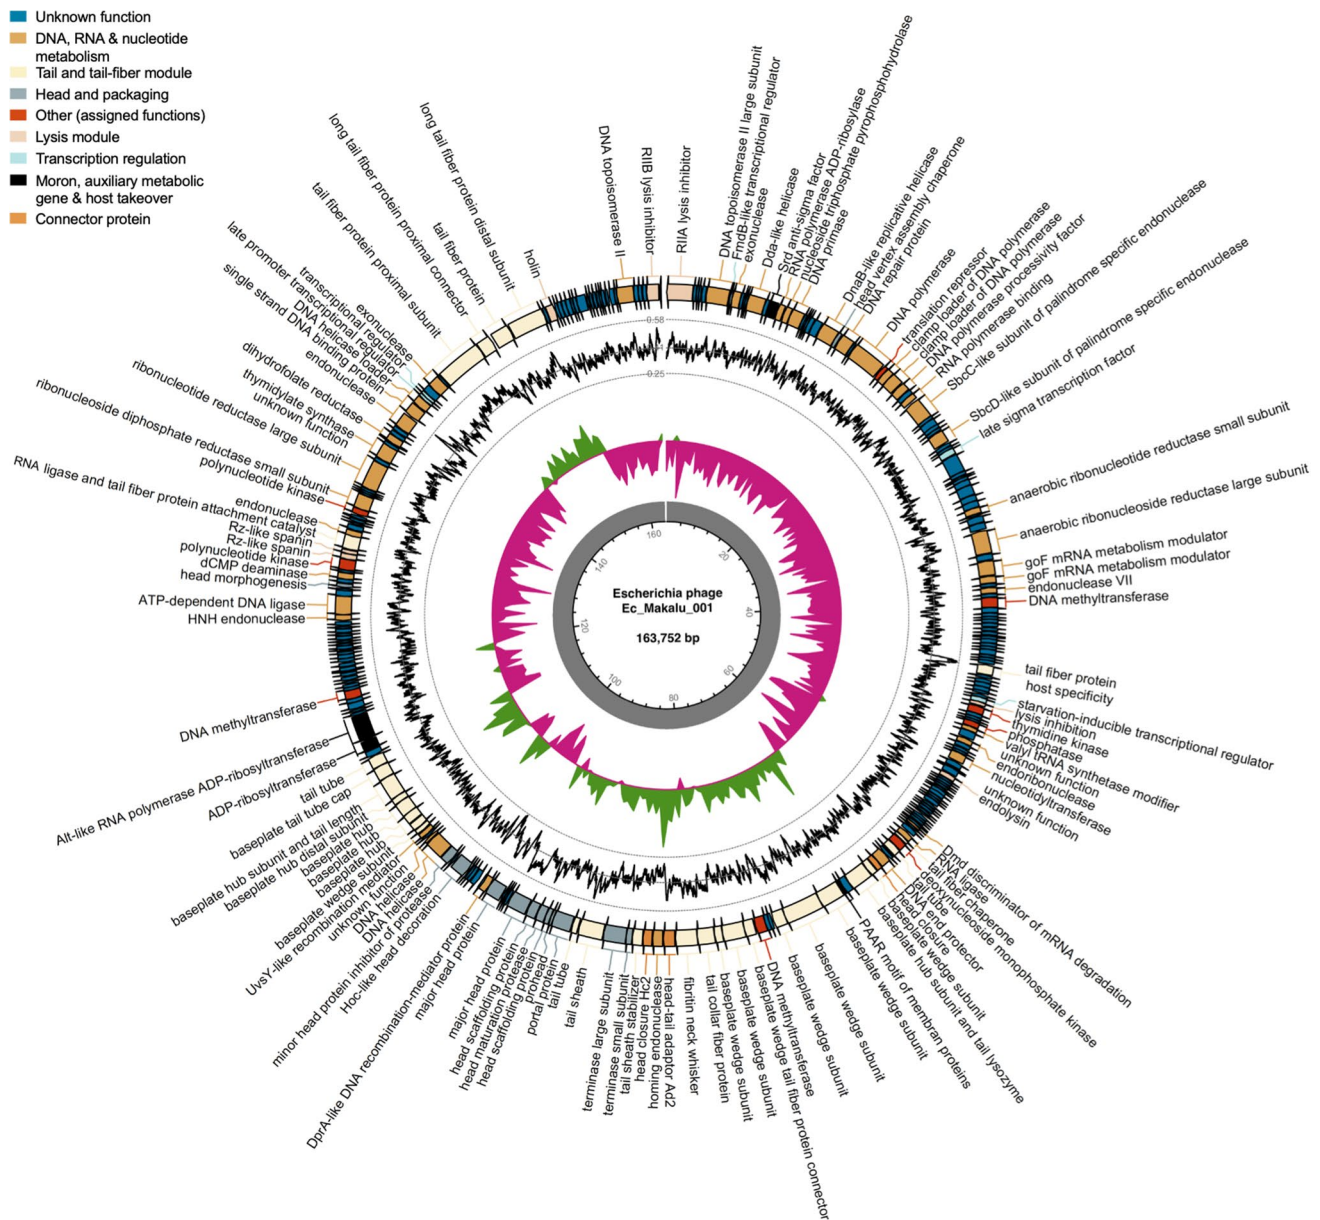 Unknown function
DNA, RNA & nucleotide
metabolism
Tail and tail-fiber module
Head and packaging
Other (assigned functions)
Lysis module
Transcription regulation
Moron, auxiliary metabolic
gene & host takeover
Connector protein
RIIA lysis inhibitor
DNA topoisomerase II large subunit
FmdB-like transcriptional regulator
exonuclease
Dda-like helicase
Srd anti-sigma factor
RNA polymerase ADP-ribosylase
nucleoside triphosphate pyrophosphohydrolase
DNA primase
DnaB-like replicative helicase
head vertex assembly chaperone
DNA repair protein
DNA polymerase
translation repressor
clamp loader of DNA polymerase
clamp loader of DNA polymerase
DNA polymerase processivity factor
RNA polymerase binding
SbcC-like subunit of palindrome specific endonuclease
SbcD-like subunit of palindrome specific endonuclease
late sigma transcription factor
anaerobic ribonucleotide reductase small subunit
anaerobic ribonucleoside reductase large subunit
goF mRNA metabolism modulator
goF mRNA metabolism modulator
endonuclease VII
DNA methyltransferase
tail fiber protein
host specificity
starvation-inducible transcriptional regulator
lysis inhibition
thymidine kinase
phosphatase
valyl tRNA synthetase modifier
unknown function
endoribonuclease
nucleotidyltransferase
unknown function
endolysin
Dmd discriminator of mRNA degradation
RNA ligase
tail fiber chaperone
deoxynucleoside monophosphate kinase
tail tube
DNA end protector
head closure
baseplate wedge subunit
baseplate hub subunit and tail lysozyme
PAAR motif of membran proteins
baseplate wedge subunit
baseplate wedge subunit
baseplate wedge subunit
DNA methyltransferase
baseplate wedge tail fiber protein connector
baseplate wedge subunit
baseplate wedge subunit
tail collar fiber protein
fibritin neck whisker
head-tail adaptor Ad2
homing endonuclease
head closure Hc2
tail sheath stabilizer
terminase small subunit
terminase large subunit
tail sheath
tail tube
portal protein
prohead
head scaffolding protein
head maturation protease
head scaffolding protein
major head protein
major head protein
DprA-like DNA recombination-mediator protein
Hoc-like head decoration
minor head protein inhibitor of protease
DNA helicase
DNA helicase
unknown function
UvsY-like recombination mediator
baseplate wedge subunit
baseplate hub
baseplate hub
baseplate hub distal subunit
baseplate hub subunit and tail length
baseplate tail tube cap
tail tube
ADP-ribosyltransferase
Alt-like RNA polymerase ADP-ribosyltransferase
DNA methyltransferase
HNH endonuclease
ATP-dependent DNA ligase
head morphogenesis
dCMP deaminase
polynucleotide kinase
Rz-like spanin
Rz-like spanin
RNA ligase and tail fiber protein attachment catalyst
endonuclease
polynucleotide kinase
ribonucleoside diphosphate reductase small subunit
ribonucleotide reductase large subunit
unknown function
thymidylate synthase
dihydrofolate reductase
endonuclease
single strand DNA binding protein
DNA helicase loader
late promoter transcriptional regulator
transcriptional regulator
exonuclease
tail fiber protein proximal subunit
long tail fiber protein proximal connector
tail fiber protein
long tail fiber protein distal subunit
holin
DNA topoisomerase II
RIIB lysis inhibitor
0.58
0.25
20
40
60
80
100
120
140
160
Escherichia phage
Ec_Makalu_001
163,752 bp